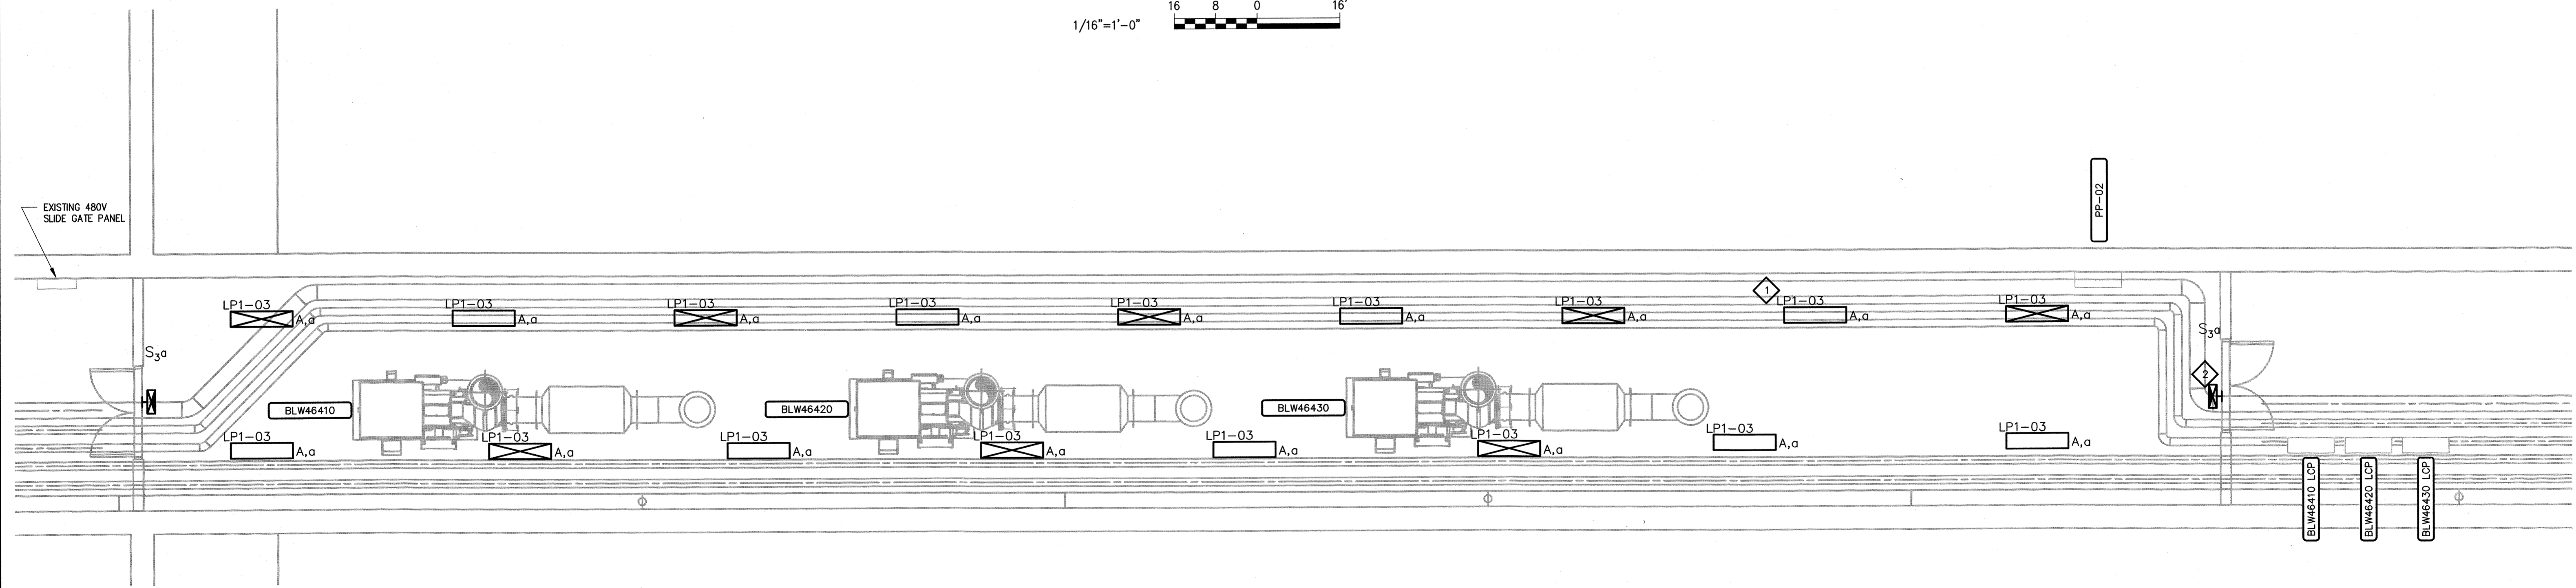 16 8 0 16'
1/16"=1'-0"
PP-02
EXISTING 480V
SLIDE GATE PANEL
1
LP1-03 LP1-03 LP1-03 LP1-03 LP1-03 LP1-03 LP1-03 LP1-03 LP1-03
A,a A,a A,a A,a A,a A,a A,a A,a A,a
S3a S3a
2
BLW46410 BLW46420 BLW46430
LP1-03 LP1-03 LP1-03 LP1-03 LP1-03 LP1-03 LP1-03 LP1-03
A,a A,a A,a A,a A,a A,a A,a A,a
BLW46410 LCP
BLW46420 LCP
BLW46430 LCP